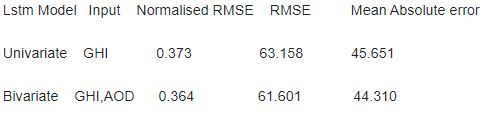 Lstm Model Input Normalised RMSE RMSE Mean Absolute error
Univariate GHI 0.373 63.158 45.651
Bivariate GHI,AOD 0.364 61.601 44.310